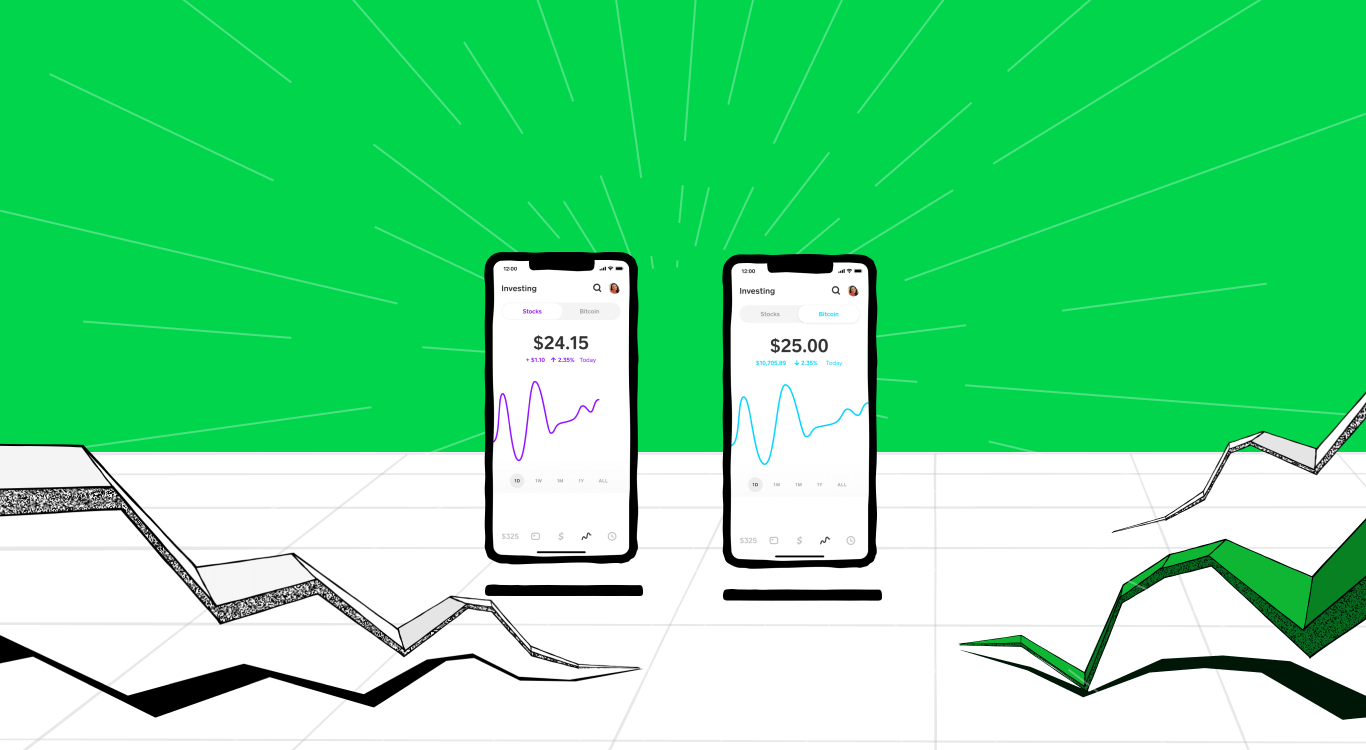 12:00
Investing
Stocks Bitcoin
$24.15
+ $1.10 ↑ 2.35% Today
1D 1W 1M 1Y ALL
$325 $
12:00
Investing
Stocks Bitcoin
$25.00
$10,705.89 ↓ 2.35% Today
1D 1W 1M 1Y ALL
$325 $